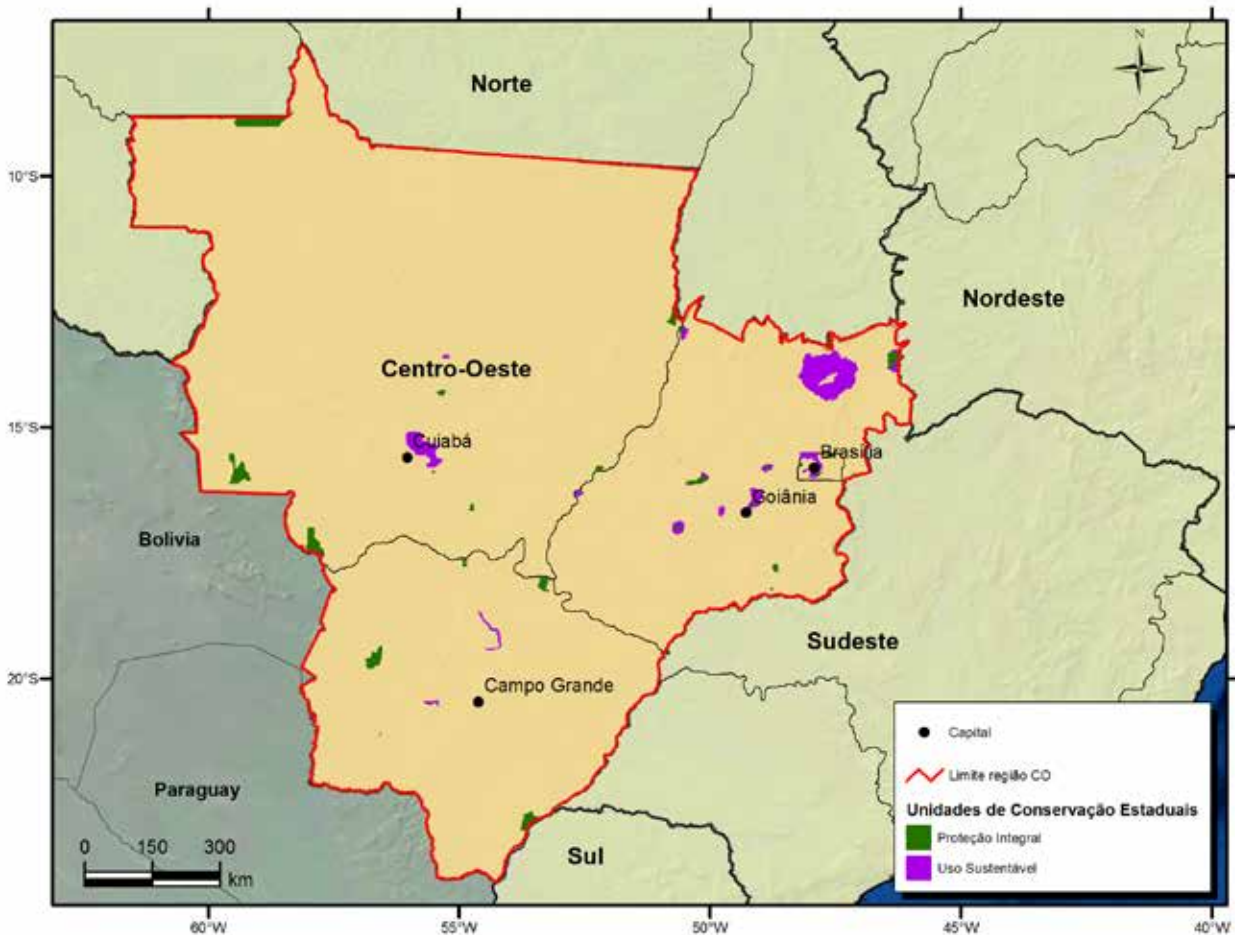 N
Norte
10°S
Nordeste
Centro-Oeste
15°S
Cuiabá
Brasília
Goiânia
Bolivia
Sudeste
20°S
Campo Grande
Capital
Limite região CO
Paraguay
Unidades de Conservação Estaduais
Proteção Integral
0 150 300
km
Sul
Uso Sustentável
60°W 55°W 50°W 45°W 40°W